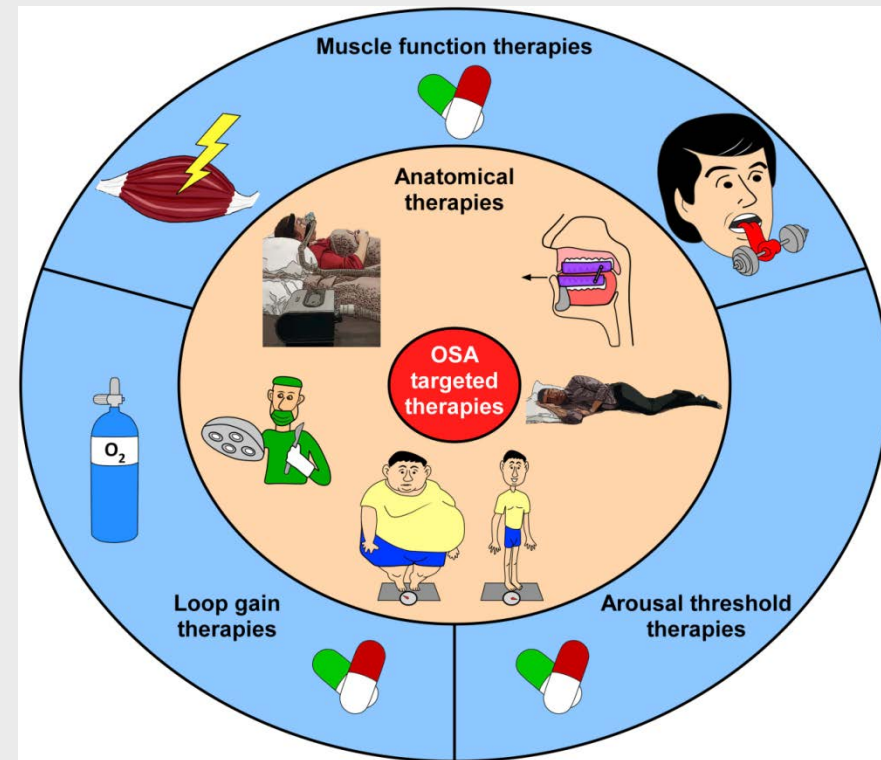 Muscle function therapies
Anatomical
therapies
OSA
targeted
therapies
O₂
Loop gain
therapies
Arousal threshold
therapies